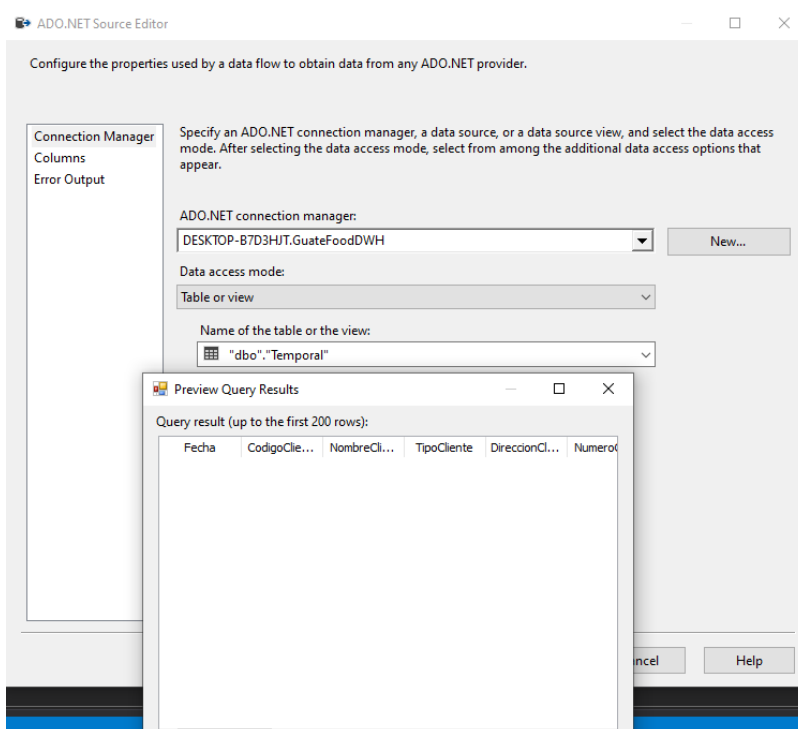 ADO.NET Source Editor
Configure the properties used by a data flow to obtain data from any ADO.NET provider.
Connection Manager
Columns
Error Output
Specify an ADO.NET connection manager, a data source, or a data source view, and select the data access
mode. After selecting the data access mode, select from among the additional data access options that
appear.
ADO.NET connection manager:
DESKTOP-B7D3HJT.GuateFoodDWH
New...
Data access mode:
Table or view
Name of the table or the view:
"dbo"."Temporal"
Preview Query Results
Query result (up to the first 200 rows):
Fecha CodigoClie... NombreCli... TipoCliente DireccionCl... Numero
ncel
Help